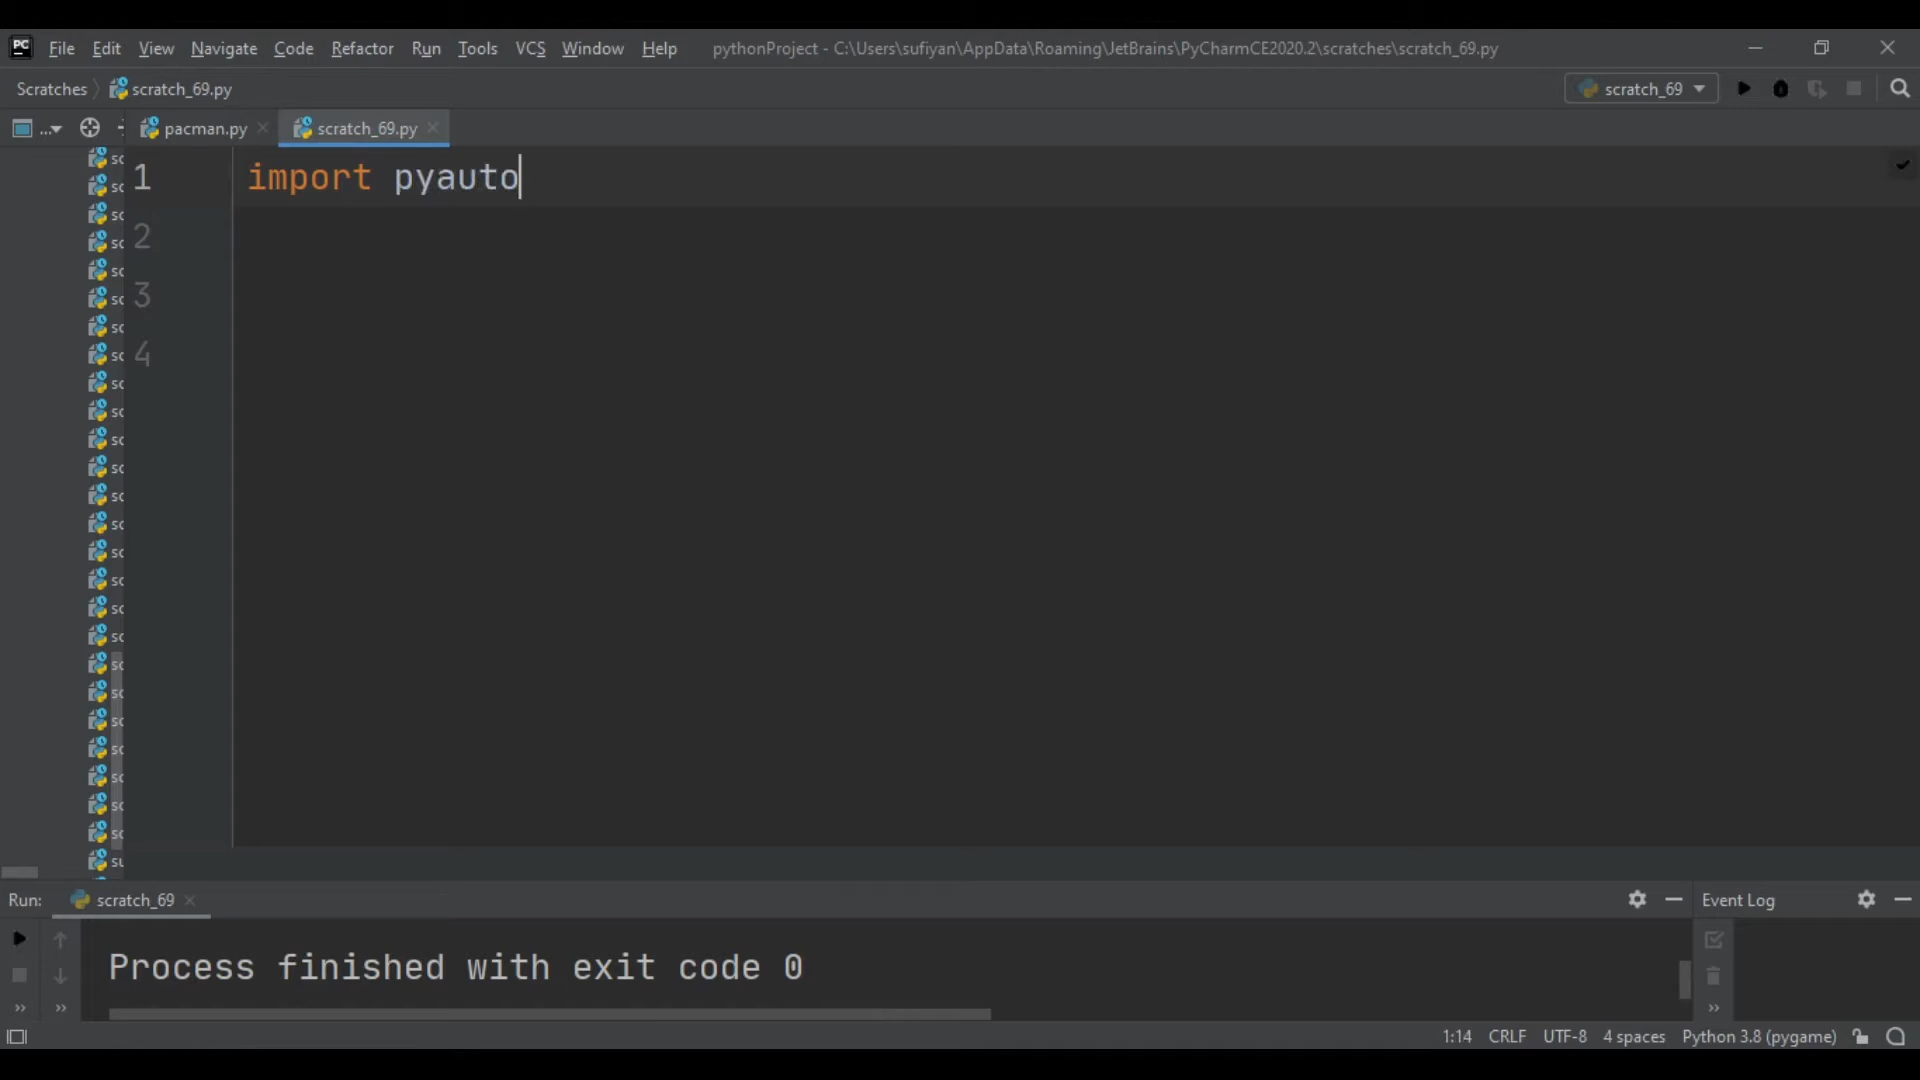 PC File Edit View Navigate Code Refactor Run Tools VCS Window Help pythonProject - C:\Users\sufiyan\AppData\Roaming\JetBrains\PyCharmCE2020.2\scratches\scratch_69.py
Scratches scratch_69.py scratch_69
... pacman.py scratch_69.py
1 import pyauto
2
3
4
Run: scratch_69 Event Log
Process finished with exit code 0
1:14 CRLF UTF-8 4 spaces Python 3.8 (pygame)